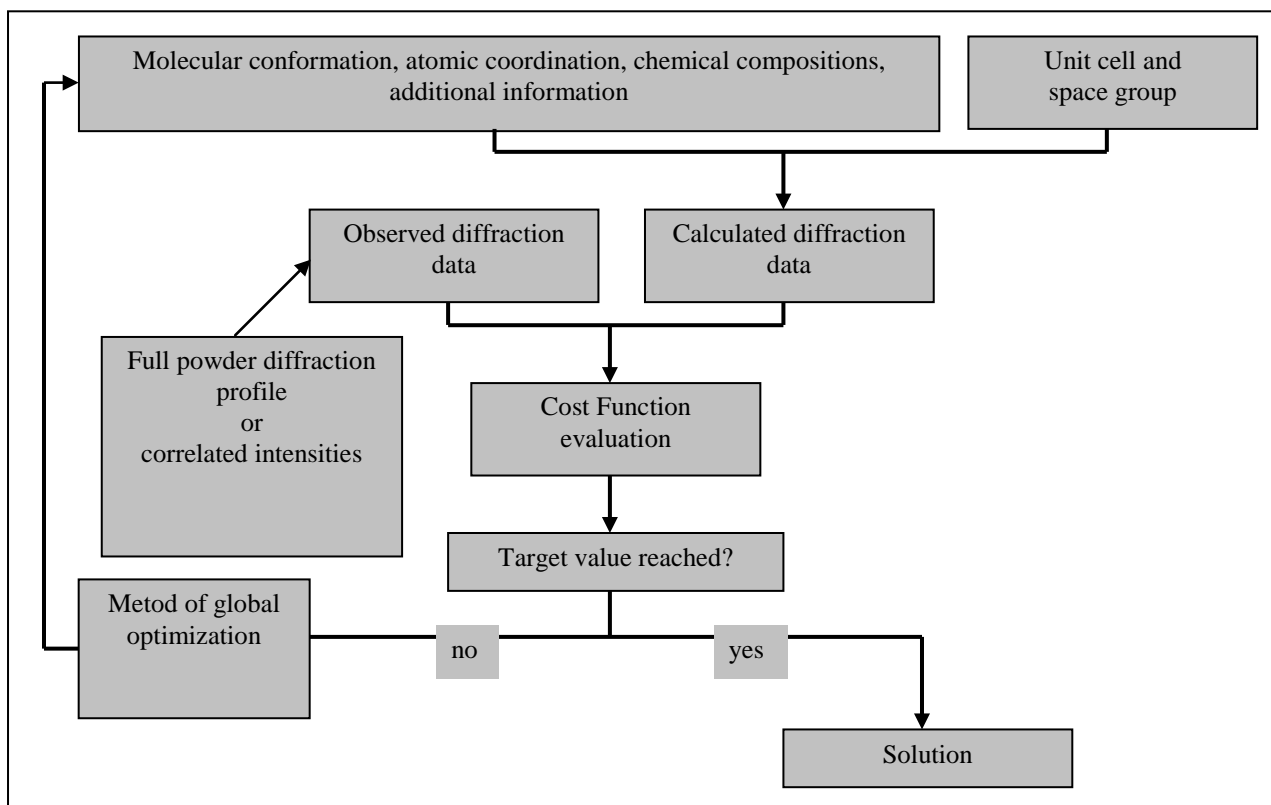 Molecular conformation, atomic coordination, chemical compositions,
additional information
Unit cell and
space group
Observed diffraction
data
Calculated diffraction
data
Full powder diffraction
profile
or
correlated intensities
Cost Function
evaluation
Target value reached?
Metod of global
optimization
no
yes
Solution